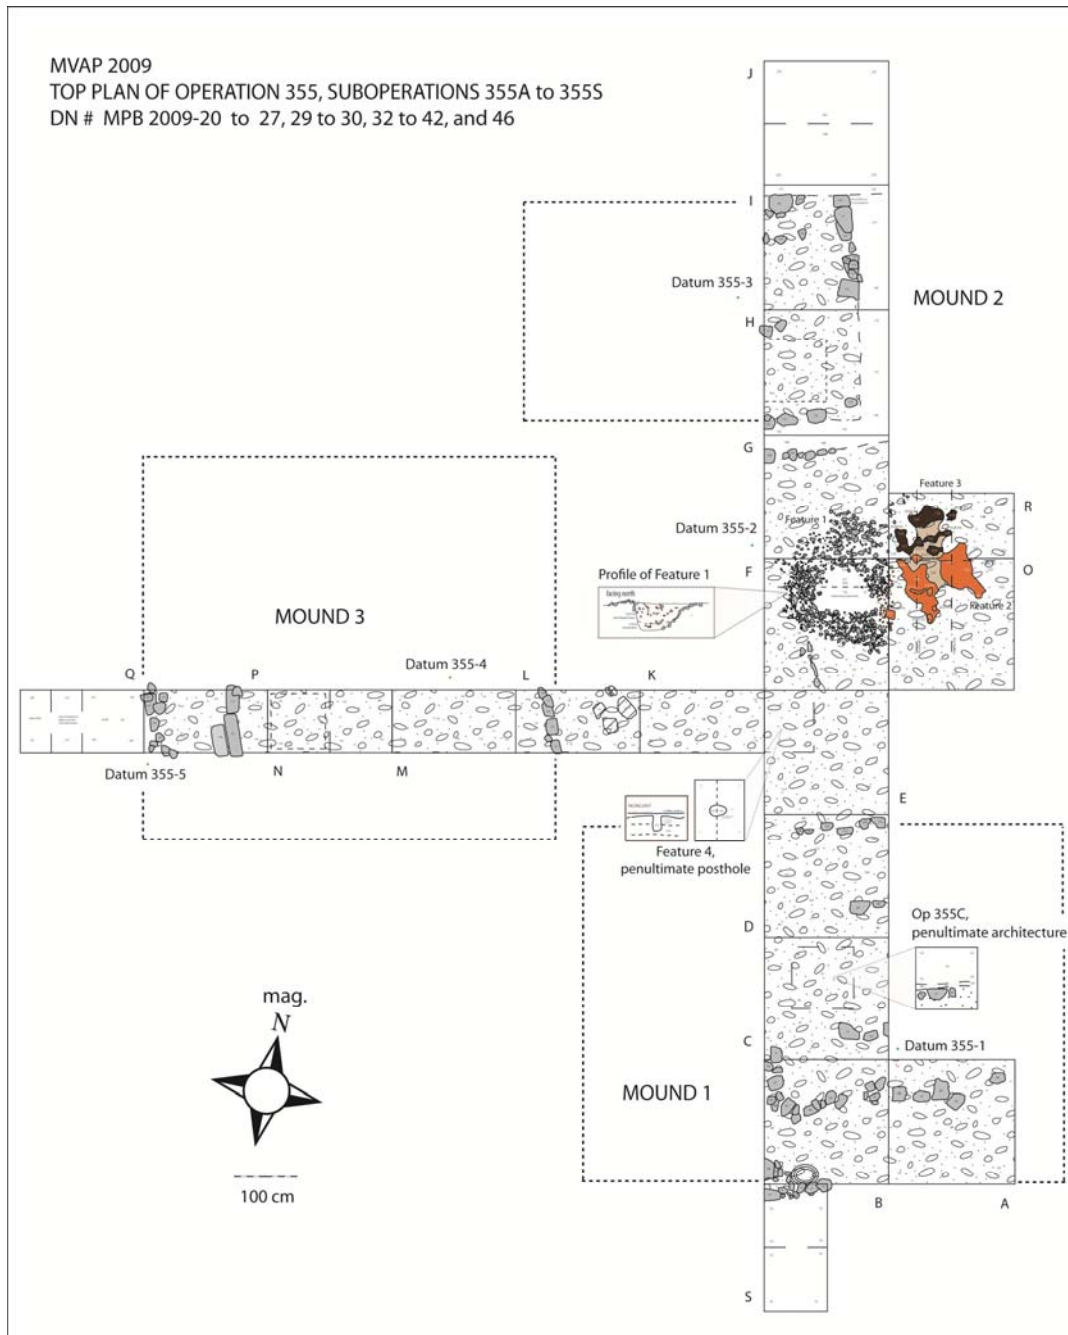 MVAP 2009
TOP PLAN OF OPERATION 355, SUBOPERATIONS 355A to 355S
DN # MPB 2009-20 to 27, 29 to 30, 32 to 42, and 46
J
I
Datum 355-3
MOUND 2
H
G
Feature 3
R
Feature 1
Datum 355-2
F
O
Profile of Feature 1
facing north
Feature 2
MOUND 3
Datum 355-4
Q
P
L
K
Datum 355-5
N
M
E
Feature 4,
penultimate posthole
Op 355C,
penultimate architecture
D
mag.
N
C
Datum 355-1
MOUND 1
100 cm
B
A
S